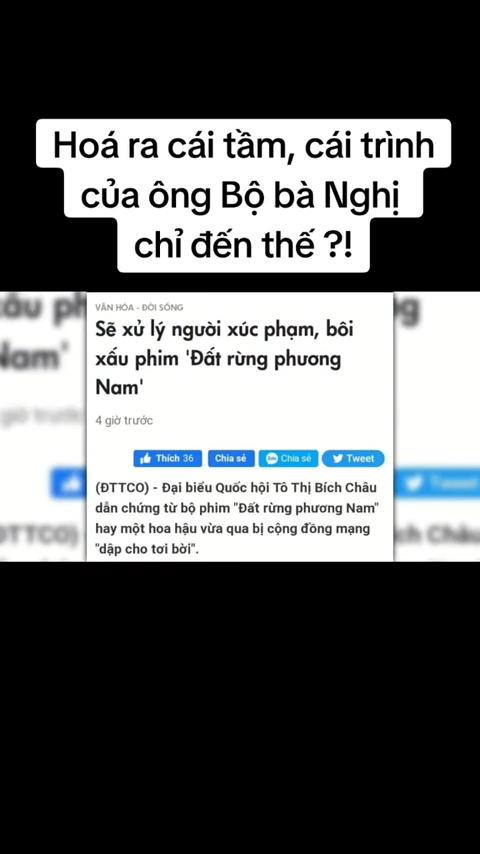 Hoá ra cái tầm, cái trình
của ông Bộ bà Nghị
chỉ đến thế ?!
VĂN HÓA - ĐỜI SỐNG
Sẽ xử lý người xúc phạm, bôi
xấu phim 'Đất rừng phương
Nam'
4 giờ trước
Thích 36
Chia sẻ
Zalo Chia sẻ
Tweet
(ĐTTCO) - Đại biểu Quốc hội Tô Thị Bích Châu
dẫn chứng từ bộ phim "Đất rừng phương Nam"
hay một hoa hậu vừa qua bị cộng đồng mạng
"dập cho tơi bời".